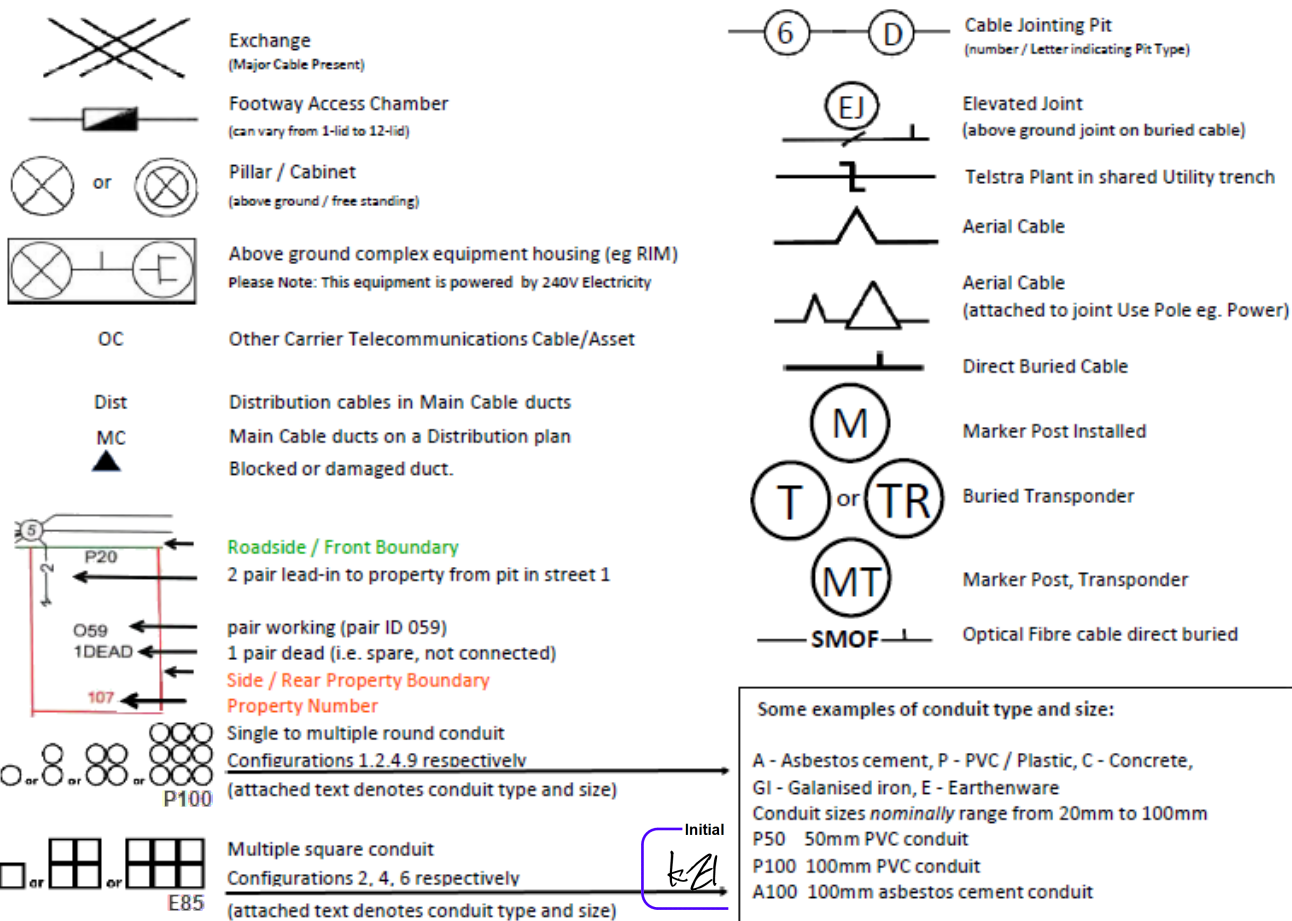 Exchange
(Major Cable Present)
Footway Access Chamber
(can vary from 1-lid to 12-lid)
or
Pillar / Cabinet
(above ground / free standing)
Above ground complex equipment housing (eg RIM)
Please Note: This equipment is powered by 240V Electricity
OC Other Carrier Telecommunications Cable/Asset
Dist Distribution cables in Main Cable ducts
MC Main Cable ducts on a Distribution plan
Blocked or damaged duct.
5
Roadside / Front Boundary
P20
2
2 pair lead-in to property from pit in street 1
O59 pair working (pair ID 059)
1DEAD 1 pair dead (i.e. spare, not connected)
Side / Rear Property Boundary
107 Property Number
Single to multiple round conduit
Configurations 1.2.4.9 respectively
or or or
P100 (attached text denotes conduit type and size)
Multiple square conduit
or or
Configurations 2, 4, 6 respectively
E85 (attached text denotes conduit type and size)
Initial
6 D Cable Jointing Pit
(number / Letter indicating Pit Type)
EJ Elevated Joint
(above ground joint on buried cable)
Telstra Plant in shared Utility trench
Aerial Cable
Aerial Cable
(attached to joint Use Pole eg. Power)
Direct Buried Cable
M Marker Post Installed
T or TR Buried Transponder
MT Marker Post, Transponder
SMOF Optical Fibre cable direct buried
Some examples of conduit type and size:
A - Asbestos cement, P - PVC / Plastic, C - Concrete,
GI - Galanised iron, E - Earthenware
Conduit sizes nominally range from 20mm to 100mm
P50 50mm PVC conduit
P100 100mm PVC conduit
A100 100mm asbestos cement conduit